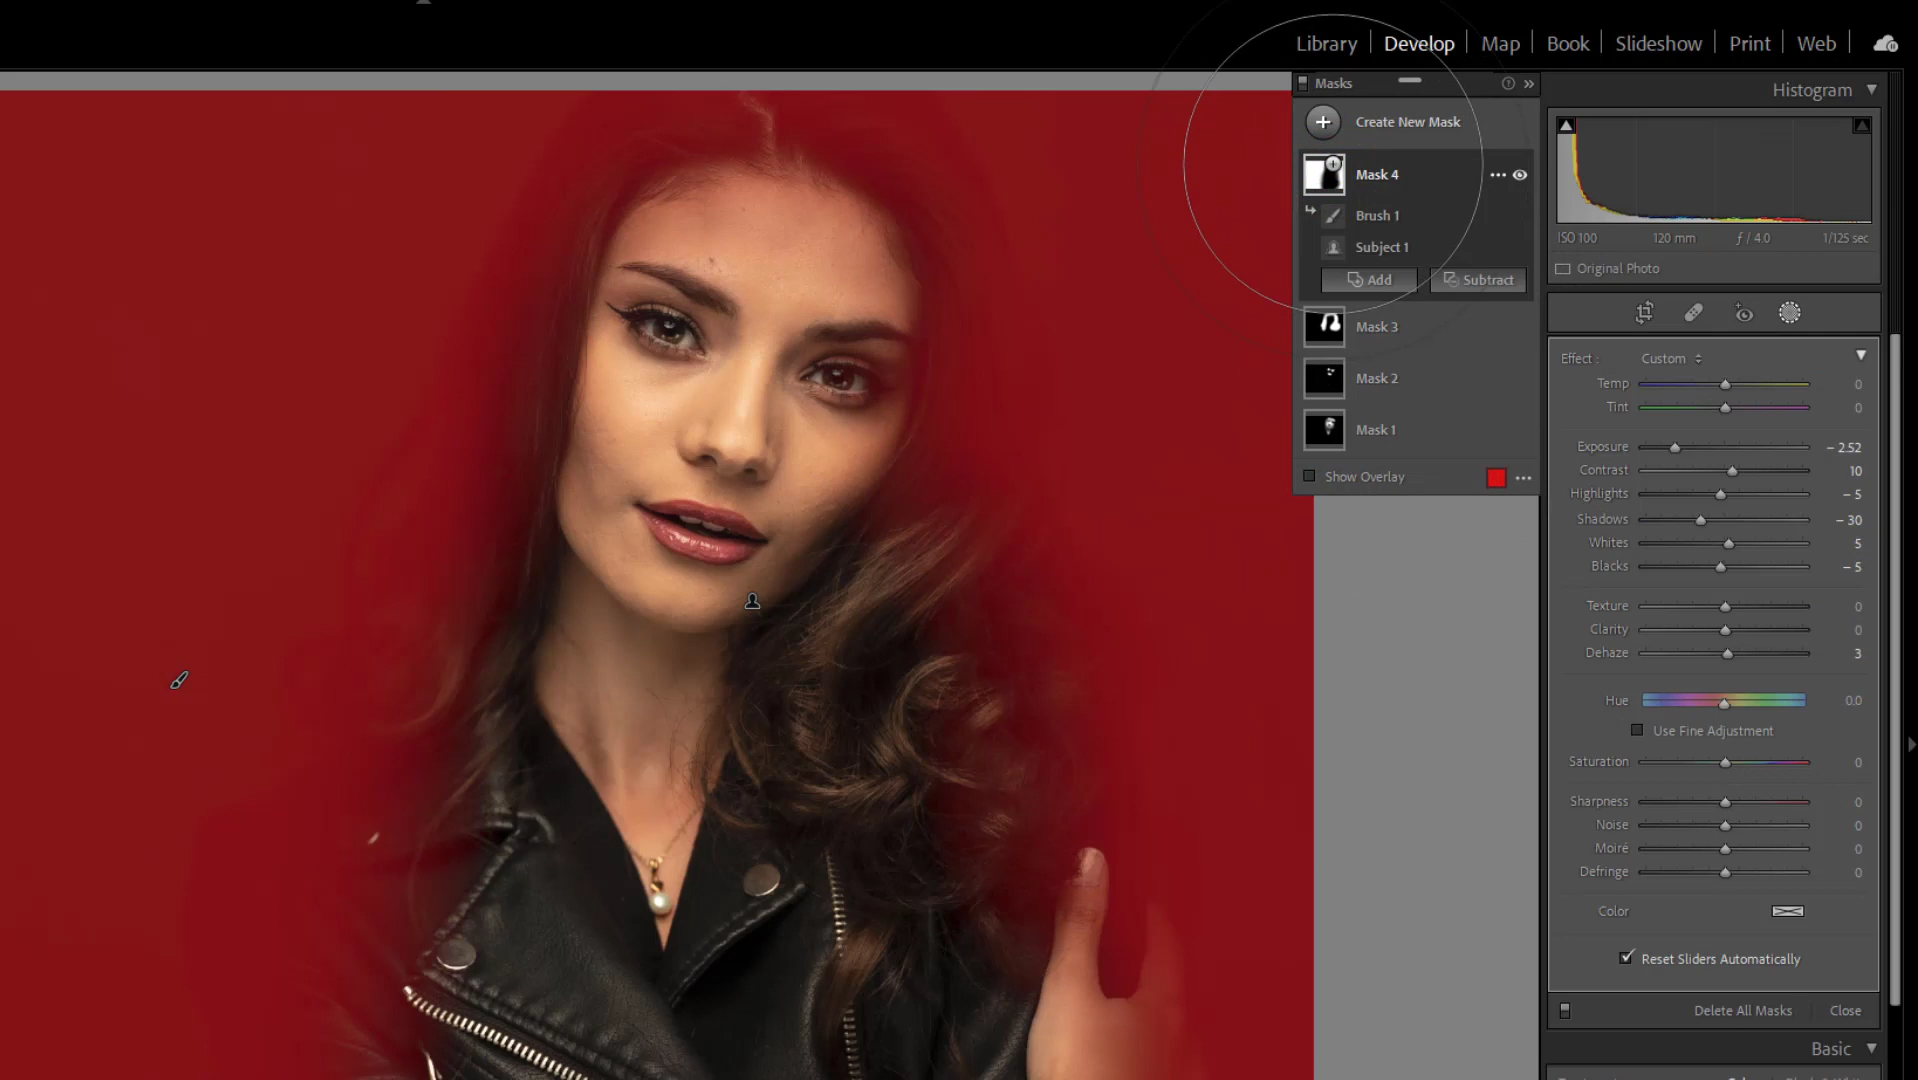 Library | Develop | Map | Book | Slideshow | Print | Web |
Masks
Create New Mask
Mask 4
Brush 1
Subject 1
Add
Subtract
Mask 3
Mask 2
Mask 1
Show Overlay
Histogram
ISO 100 120 mm ƒ / 4.0 1/125 sec
Original Photo
Effect : Custom
Temp 0
Tint 0
Exposure – 2.52
Contrast 10
Highlights – 5
Shadows – 30
Whites 5
Blacks – 5
Texture 0
Clarity 0
Dehaze 3
Hue 0.0
Use Fine Adjustment
Saturation 0
Sharpness 0
Noise 0
Moiré 0
Defringe 0
Color
Reset Sliders Automatically
Delete All Masks Close
Basic